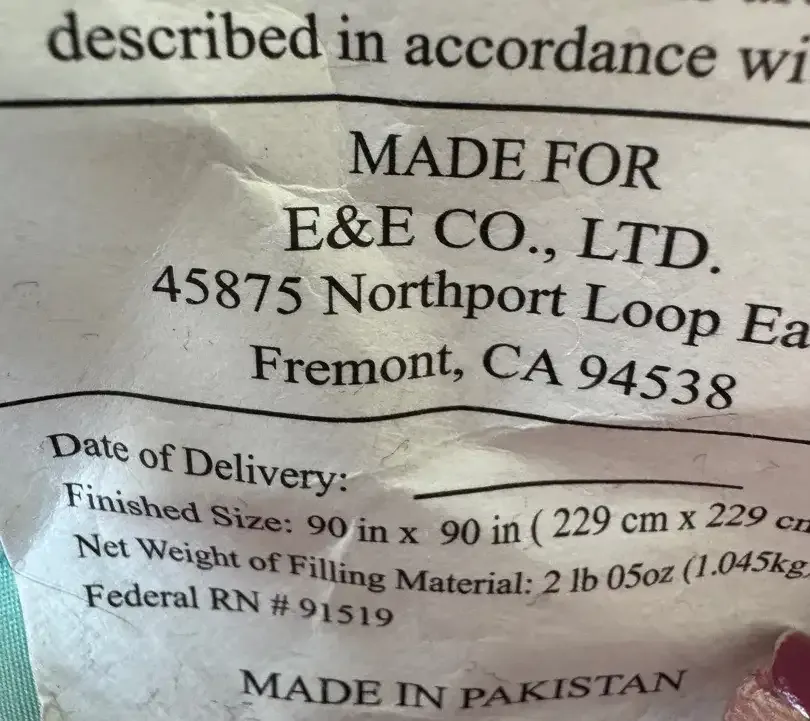 described in accordance wi
MADE FOR
E&E CO., LTD.
45875 Northport Loop Ea
Fremont, CA 94538
Date of Delivery:
Finished Size: 90 in x 90 in ( 229 cm x 229 cm
Net Weight of Filling Material: 2 lb 05oz (1.045kg
Federal RN # 91519
MADE IN PAKISTAN